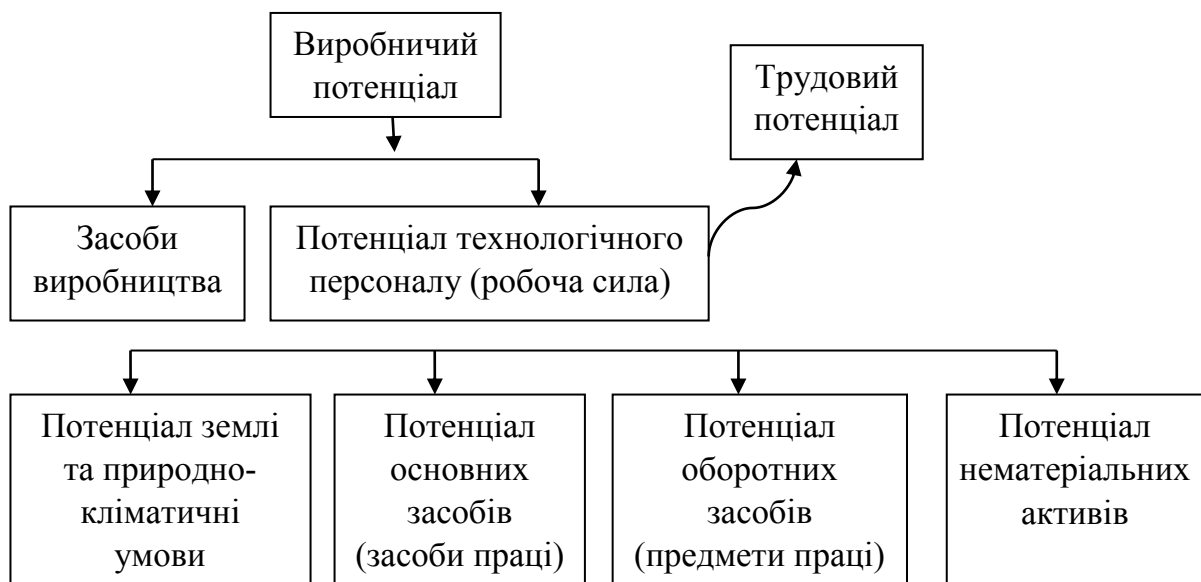 Виробничий
потенціал
Трудовий
потенціал
Засоби
виробництва
Потенціал технологічного
персоналу (робоча сила)
Потенціал землі
та природно-
кліматичні
умови
Потенціал
основних
засобів
(засоби праці)
Потенціал
оборотних
засобів
(предмети праці)
Потенціал
нематеріальних
активів